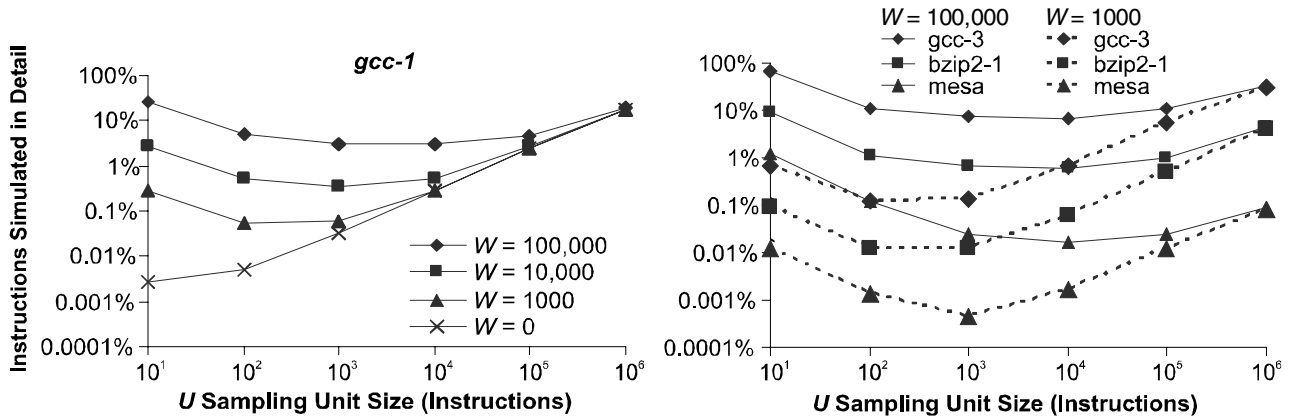 Instructions Simulated in Detail
gcc-1
100%
10%
1%
0.1%
0.01%
0.001%
0.0001%
W = 100,000
W = 10,000
W = 1000
W = 0
10¹
10²
10³
10⁴
10⁵
10⁶
U Sampling Unit Size (Instructions)
W = 100,000
gcc-3
bzip2-1
mesa
W = 1000
gcc-3
bzip2-1
mesa
100%
10%
1%
0.1%
0.01%
0.001%
0.0001%
10¹
10²
10³
10⁴
10⁵
10⁶
U Sampling Unit Size (Instructions)